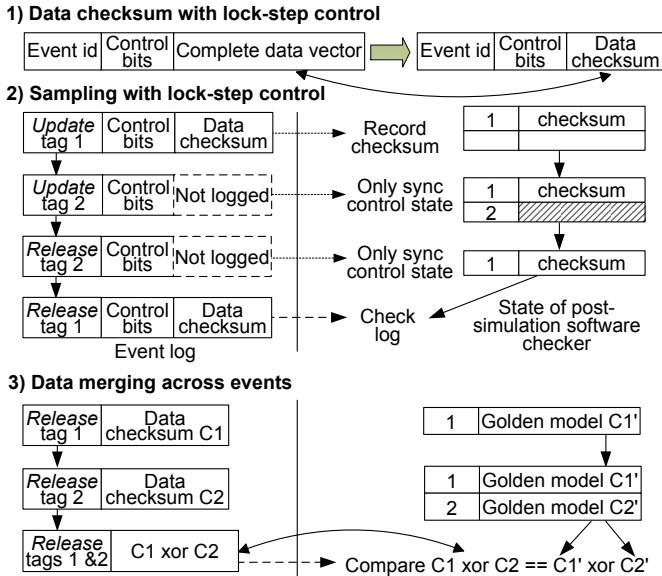 1) Data checksum with lock-step control
Event id
Control bits
Complete data vector
Event id
Control bits
Data checksum
2) Sampling with lock-step control
Update tag 1
Control bits
Data checksum
Record checksum
1
checksum
Update tag 2
Control bits
Not logged
Only sync control state
1
checksum
2
Release tag 2
Control bits
Not logged
Only sync control state
1
checksum
Release tag 1
Control bits
Data checksum
Check log
State of post-simulation software checker
Event log
3) Data merging across events
Release tag 1
Data checksum C1
1
Golden model C1'
Release tag 2
Data checksum C2
1
Golden model C1'
2
Golden model C2'
Release tags 1 &2
C1 xor C2
Compare C1 xor C2 == C1' xor C2'